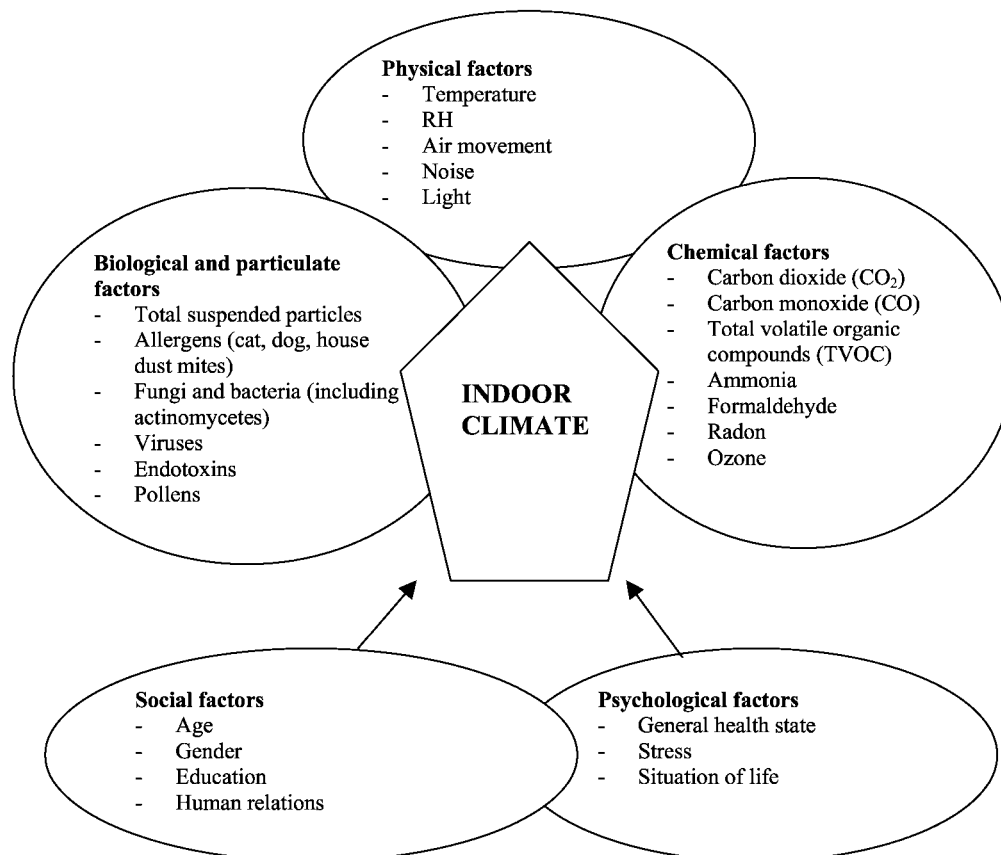 Physical factors
- Temperature
- RH
- Air movement
- Noise
- Light
Biological and particulate
factors
- Total suspended particles
- Allergens (cat, dog, house
dust mites)
- Fungi and bacteria (including
actinomycetes)
- Viruses
- Endotoxins
- Pollens
Chemical factors
- Carbon dioxide (CO₂)
- Carbon monoxide (CO)
- Total volatile organic
compounds (TVOC)
- Ammonia
- Formaldehyde
- Radon
- Ozone
INDOOR
CLIMATE
Social factors
- Age
- Gender
- Education
- Human relations
Psychological factors
- General health state
- Stress
- Situation of life